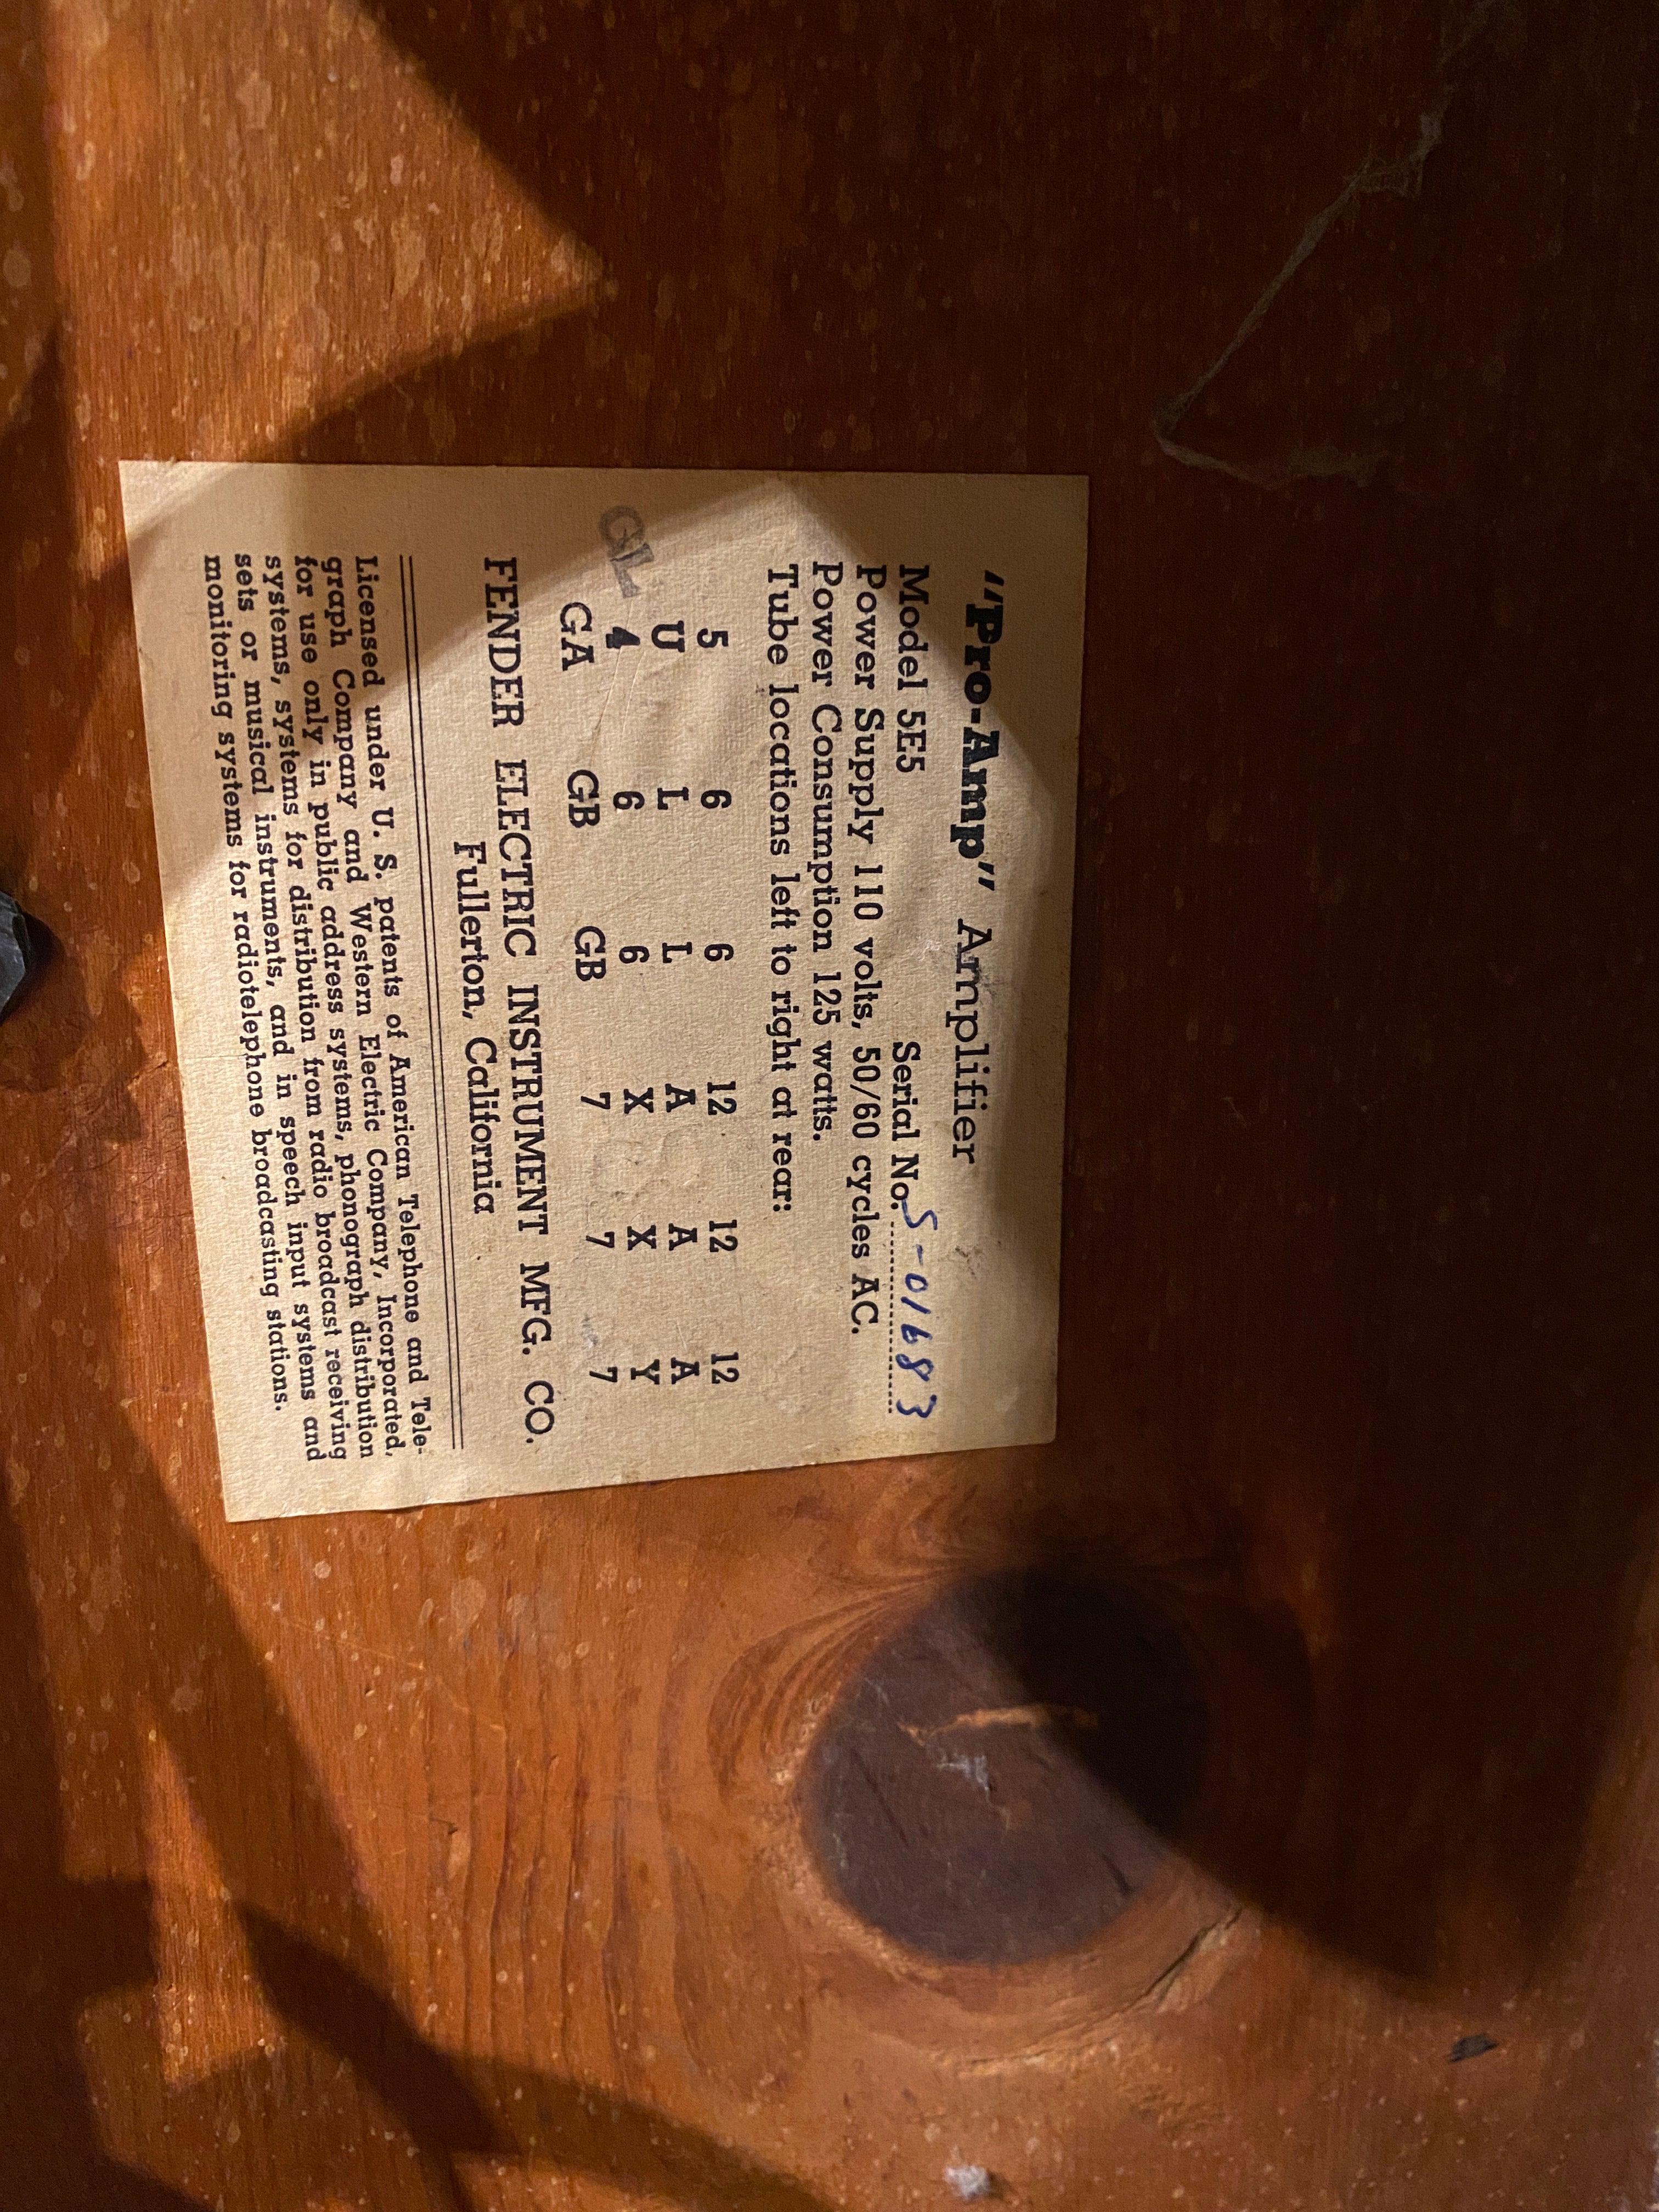 "Pro-Amp" Amplifier
Model 5E5 Serial No. S-01683
Power Supply 110 volts, 50/60 cycles AC.
Power Consumption 125 watts.
Tube locations left to right at rear:
5 6 6 12 12 12
U L L A A A
4 6 6 X X Y
GA GB GB 7 7 7
GL
FENDER ELECTRIC INSTRUMENT MFG. CO.
Fullerton, California
Licensed under U. S. patents of American Telephone and Tele-
graph Company and Western Electric Company, Incorporated,
for use only in public address systems, phonograph distribution
systems, systems for distribution from radio broadcast receiving
sets or musical instruments, and in speech input systems and
monitoring systems for radiotelephone broadcasting stations.